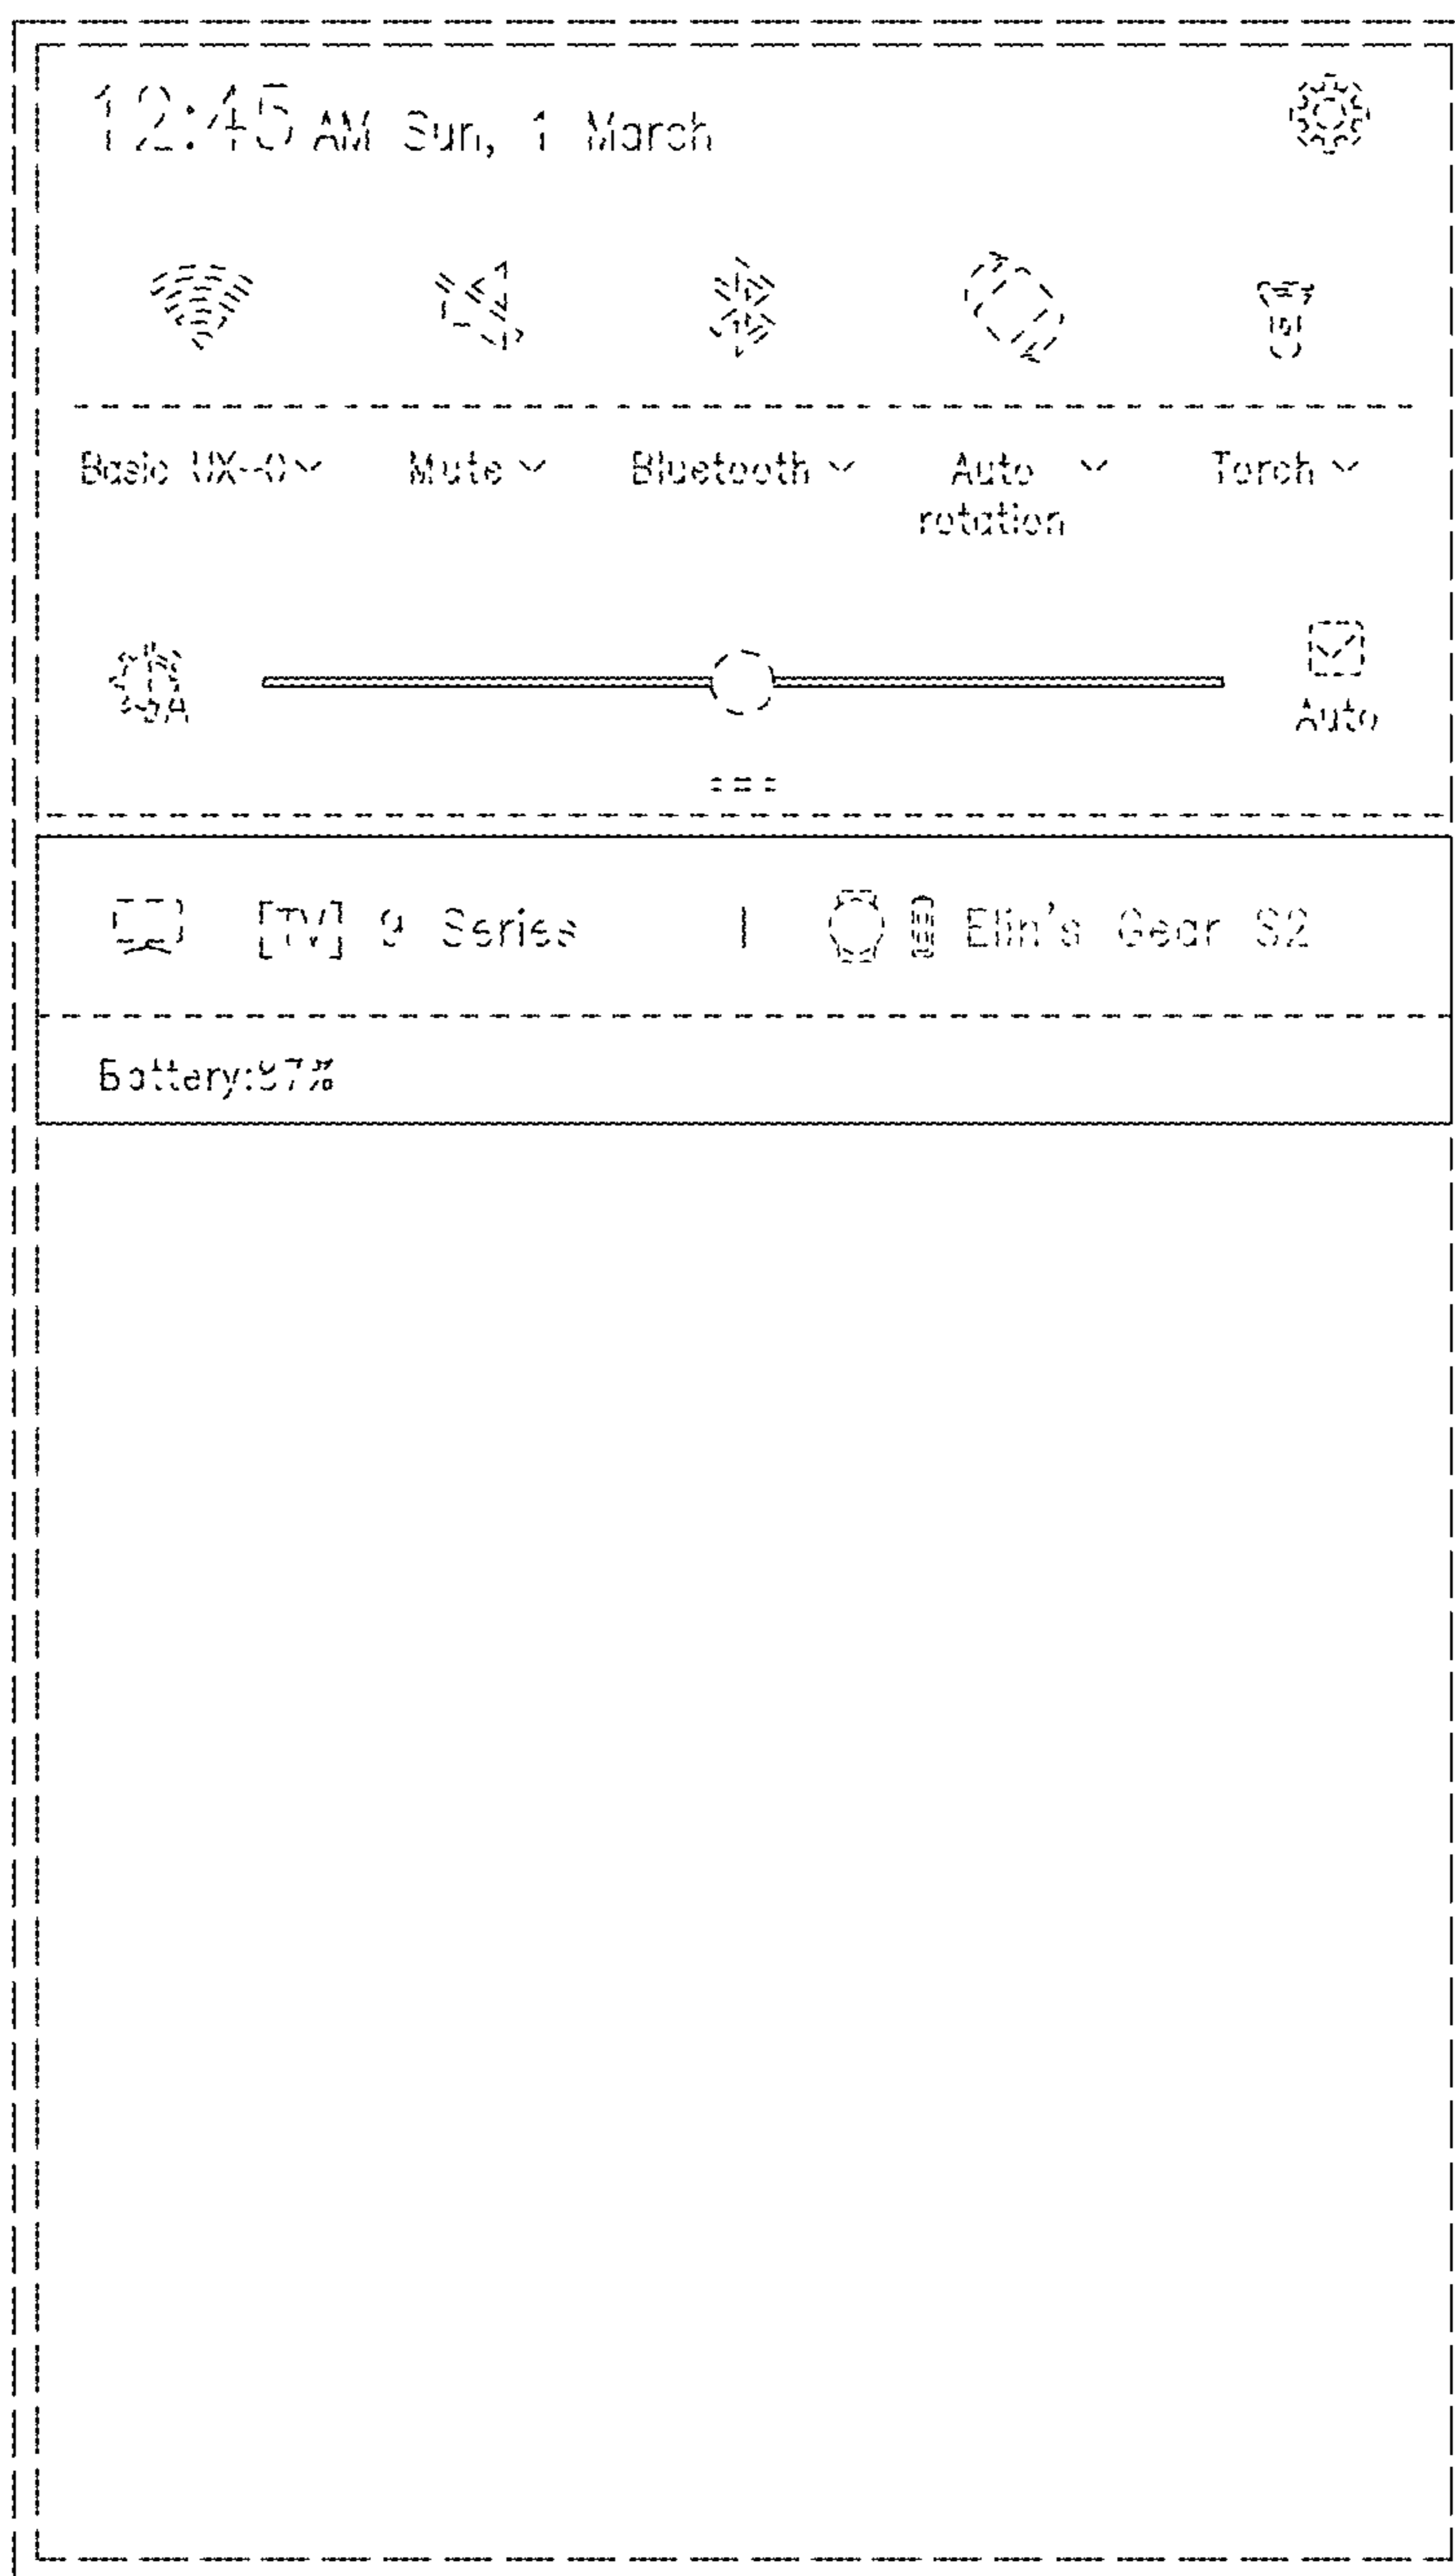 12:45 AM Sun, 1 March
Basic UX-0 Mute Bluetooth Auto rotation Torch
A
Auto
[TV] 9 Series | Elin's Gear S2
Battery:97%